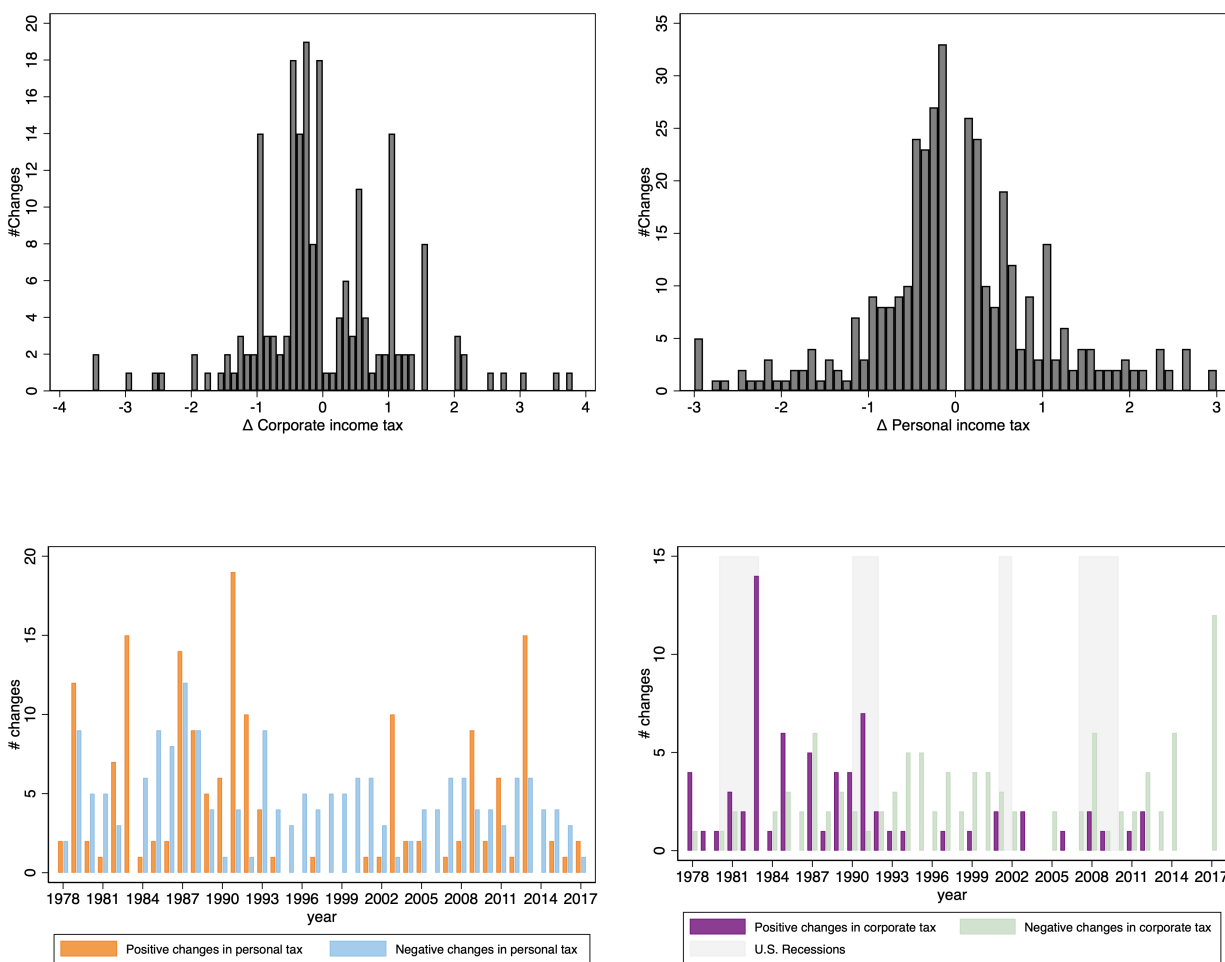 #Changes
0 2 4 6 8 10 12 14 16 18 20
-4 -3 -2 -1 0 1 2 3 4
Δ Corporate income tax
#Changes
0 5 10 15 20 25 30 35
-3 -2 -1 0 1 2 3
Δ Personal income tax
# changes
0 5 10 15 20
1978 1981 1984 1987 1990 1993 1996 1999 2002 2005 2008 2011 2014 2017
year
Positive changes in personal tax Negative changes in personal tax
# changes
0 5 10 15
1978 1981 1984 1987 1990 1993 1996 1999 2002 2005 2008 2011 2014 2017
year
Positive changes in corporate tax Negative changes in corporate tax
U.S. Recessions